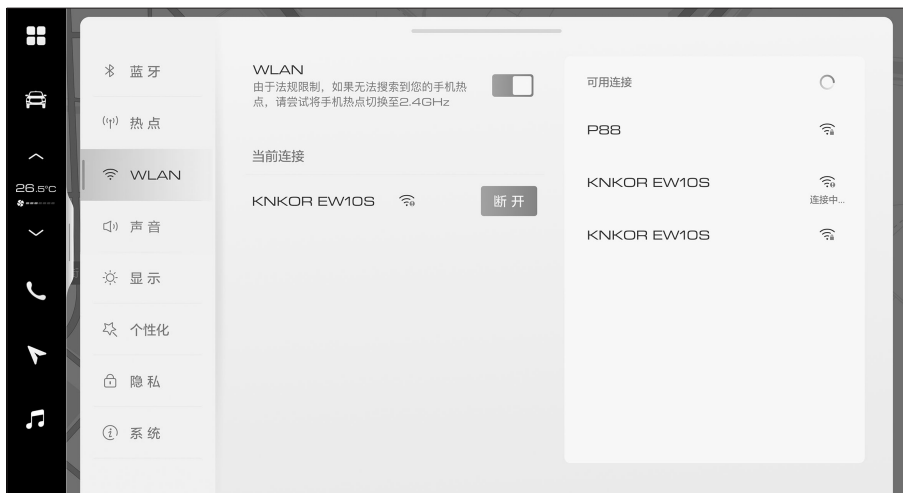 蓝牙
热点
WLAN
声音
显示
个性化
隐私
系统
26.5°C
WLAN
由于法规限制，如果无法搜索到您的手机热
点，请尝试将手机热点切换至2.4GHz
当前连接
KNKOR EW10S
断开
可用连接
P88
KNKOR EW10S
连接中...
KNKOR EW10S